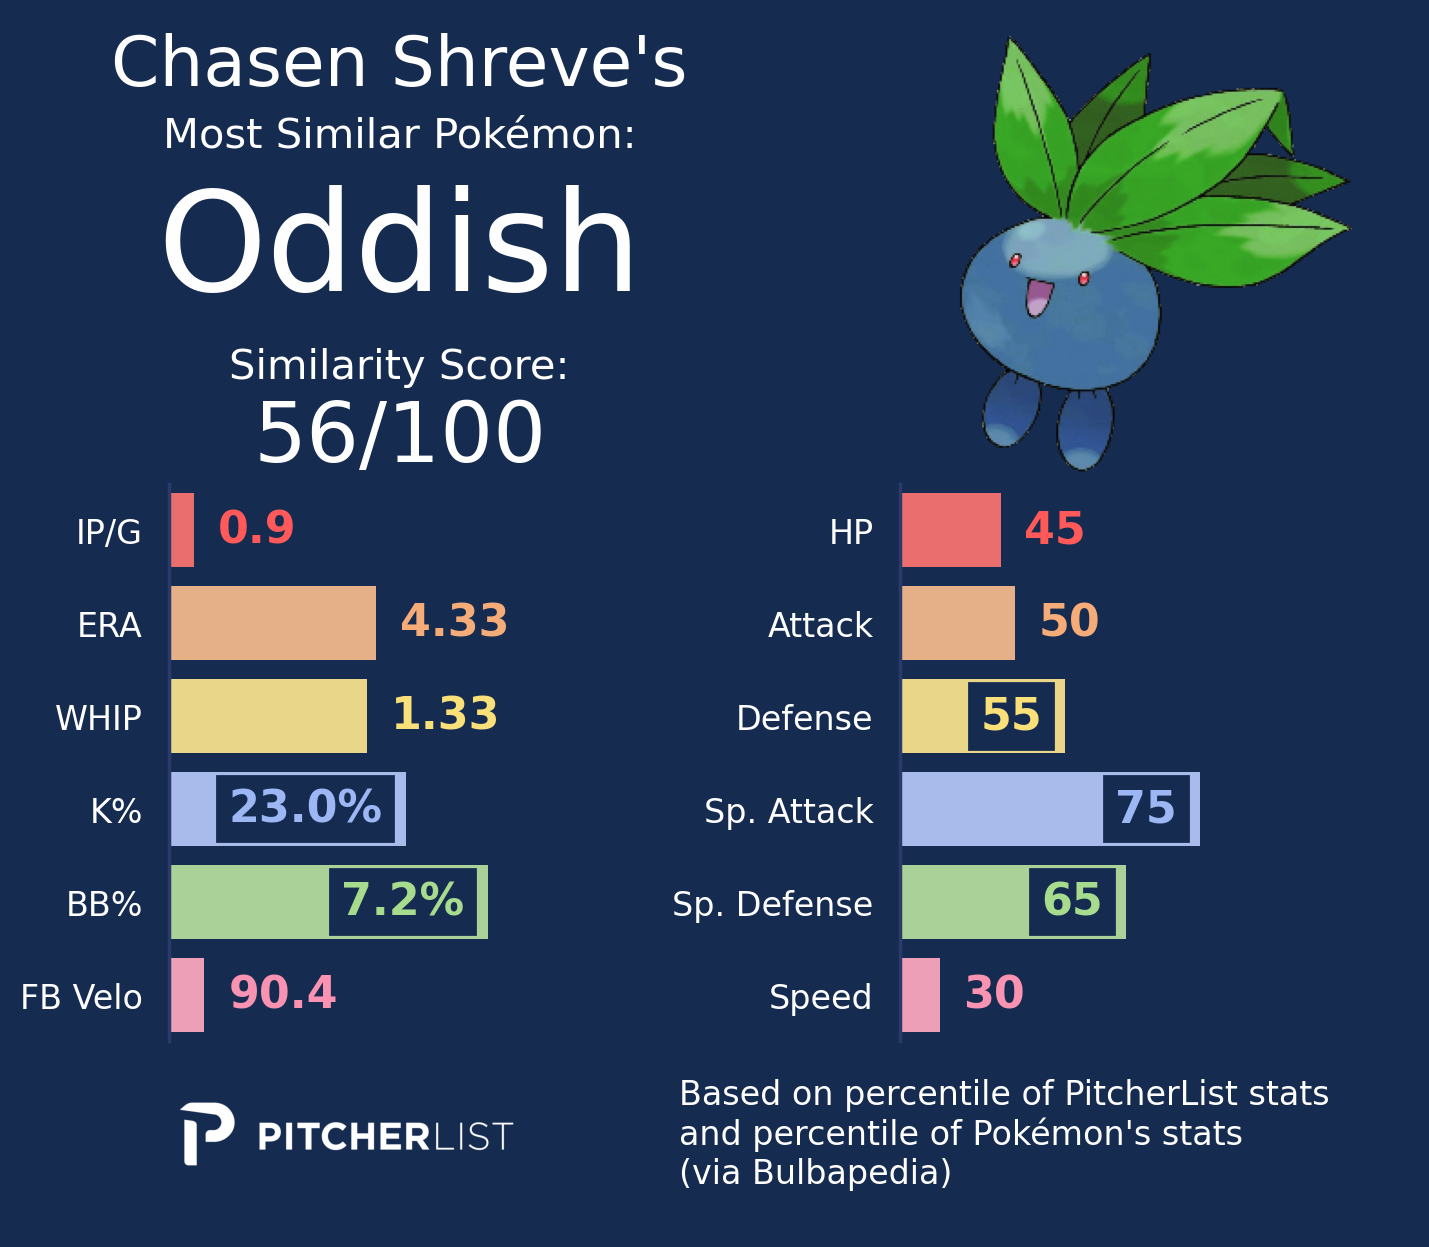 Chasen Shreve's
Most Similar Pokémon:
Oddish
Similarity Score:
56/100
IP/G 0.9
ERA 4.33
WHIP 1.33
K% 23.0%
BB% 7.2%
FB Velo 90.4
HP 45
Attack 50
Defense 55
Sp. Attack 75
Sp. Defense 65
Speed 30
PITCHERLIST
Based on percentile of PitcherList stats
and percentile of Pokémon's stats
(via Bulbapedia)